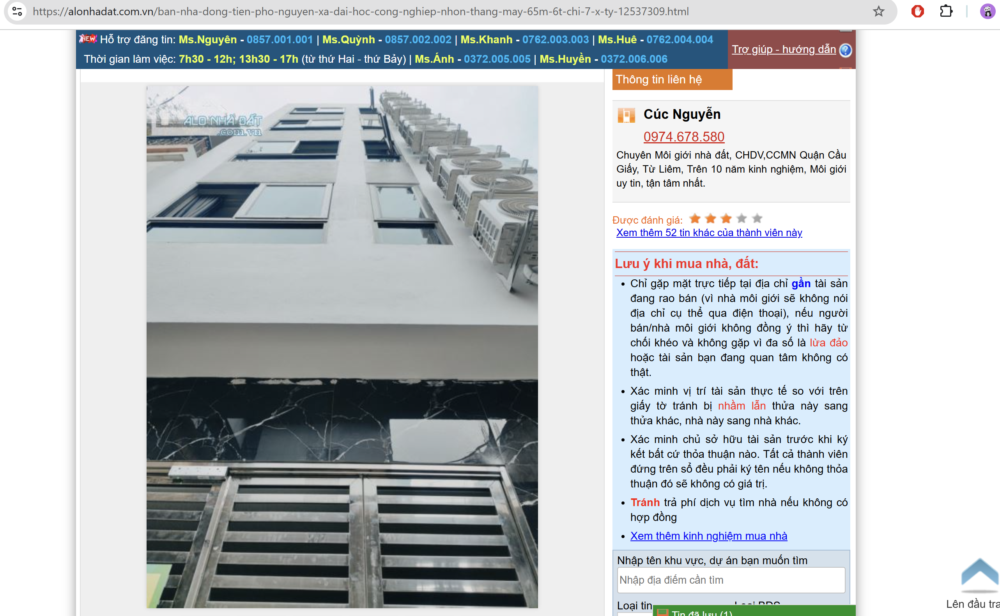 https://alonhadat.com.vn/ban-nha-dong-tien-pho-nguyen-xa-dai-hoc-cong-nghiep-nhon-thang-may-65m-6t-chi-7-x-ty-12537309.html
NEW Hỗ trợ đăng tin: Ms.Nguyên - 0857.001.001 | Ms.Quỳnh - 0857.002.002 | Ms.Khanh - 0762.003.003 | Ms.Huê - 0762.004.004
Thời gian làm việc: 7h30 - 12h; 13h30 - 17h (từ thứ Hai - thứ Bảy) | Ms.Ánh - 0372.005.005 | Ms.Huyền - 0372.006.006
Trợ giúp - hướng dẫn
ALO NHÀ ĐẤT
.com.vn
Thông tin liên hệ
Cúc Nguyễn
0974.678.580
Chuyên Môi giới nhà đất, CHDV,CCMN Quận Cầu
Giấy, Từ Liêm, Trên 10 năm kinh nghiệm, Môi giới
uy tin, tận tâm nhất.
Được đánh giá:
Xem thêm 52 tin khác của thành viên này
Lưu ý khi mua nhà, đất:
Chỉ gặp mặt trực tiếp tại địa chỉ gần tài sản
đang rao bán (vì nhà môi giới sẽ không nói
địa chỉ cụ thể qua điện thoại), nếu người
bán/nhà môi giới không đồng ý thì hãy từ
chối khéo và không gặp vì đa số là lừa đảo
hoặc tài sản bạn đang quan tâm không có
thật.
Xác minh vị trí tài sản thực tế so với trên
giấy tờ tránh bị nhầm lẫn thửa này sang
thửa khác, nhà này sang nhà khác.
Xác minh chủ sở hữu tài sản trước khi ký
kết bất cứ thỏa thuận nào. Tất cả thành viên
đứng trên sổ đều phải ký tên nếu không thỏa
thuận đó sẽ không có giá trị.
Tránh trả phí dịch vụ tìm nhà nếu không có
hợp đồng
Xem thêm kinh nghiệm mua nhà
Nhập tên khu vực, dự án bạn muốn tìm
Nhập địa điểm cần tìm
Loại tin
Loại BDS
Tin đã lưu (1)
Lên đầu tra